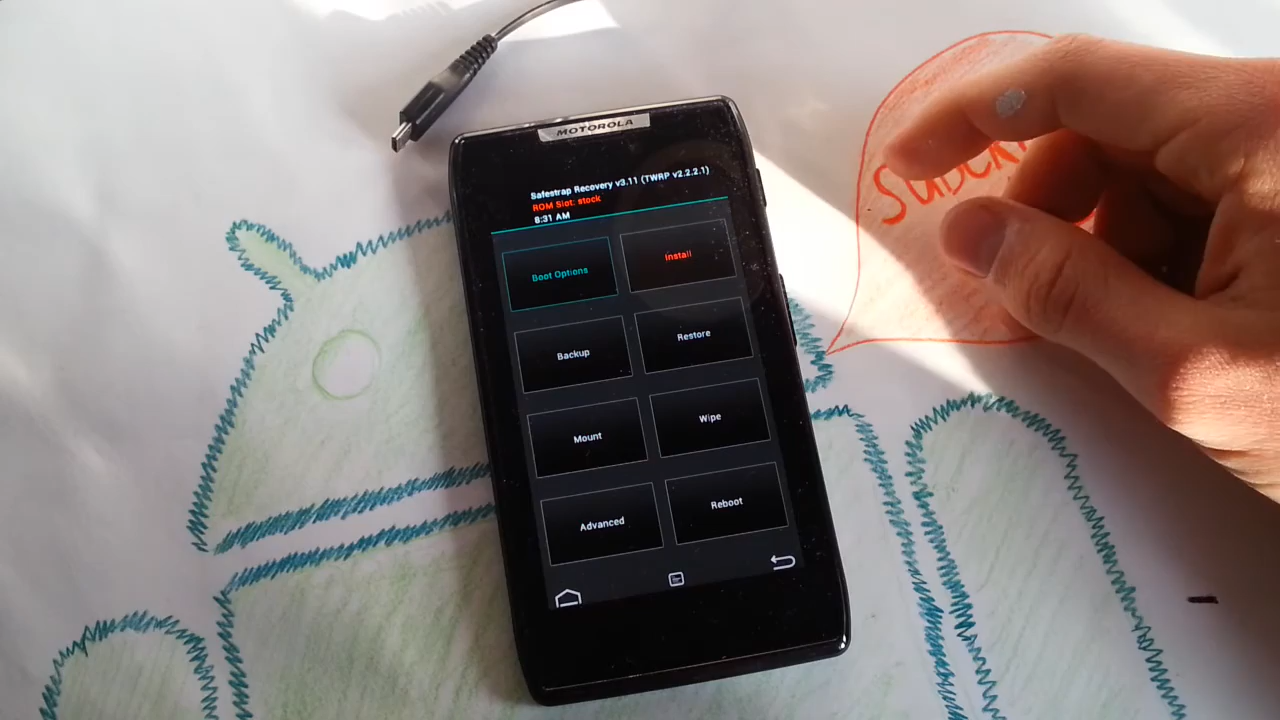 MOTOROLA
Safestrap Recovery v3.11 (TWRP v2.2.2.1)
ROM Slot: stock
8:31 AM
Boot Options
Install
Backup
Restore
Mount
Wipe
Advanced
Reboot